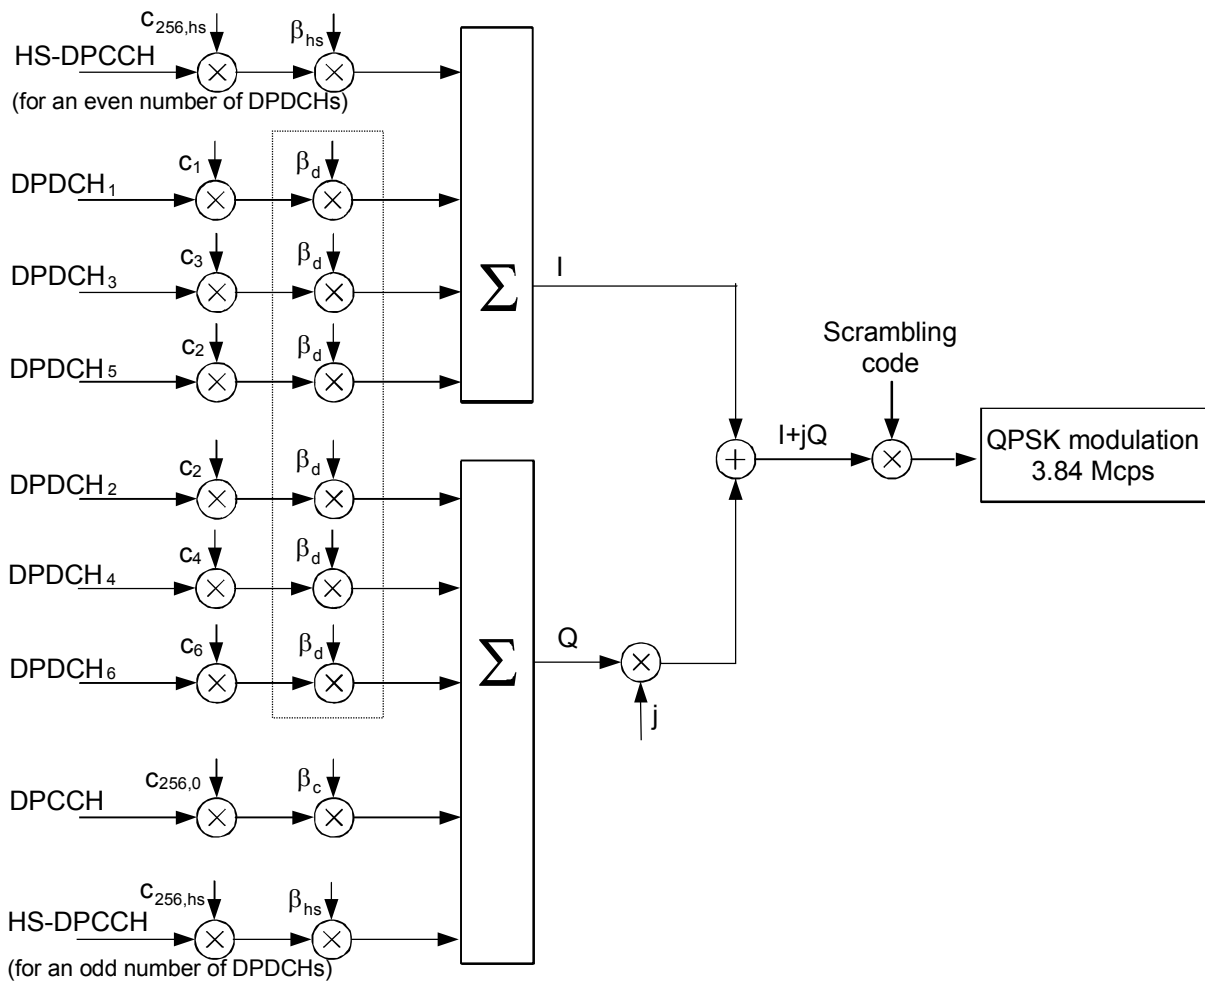 c256,hs
βhs
HS-DPCCH
(for an even number of DPDCHs)
c1
βd
DPDCH1
c3
βd
DPDCH3
Σ
I
c2
βd
DPDCH5
Scrambling
code
c2
βd
DPDCH2
I+jQ
QPSK modulation
3.84 Mcps
c4
βd
DPDCH4
c6
βd
DPDCH6
Σ
Q
j
c256,0
βc
DPCCH
c256,hs
βhs
HS-DPCCH
(for an odd number of DPDCHs)